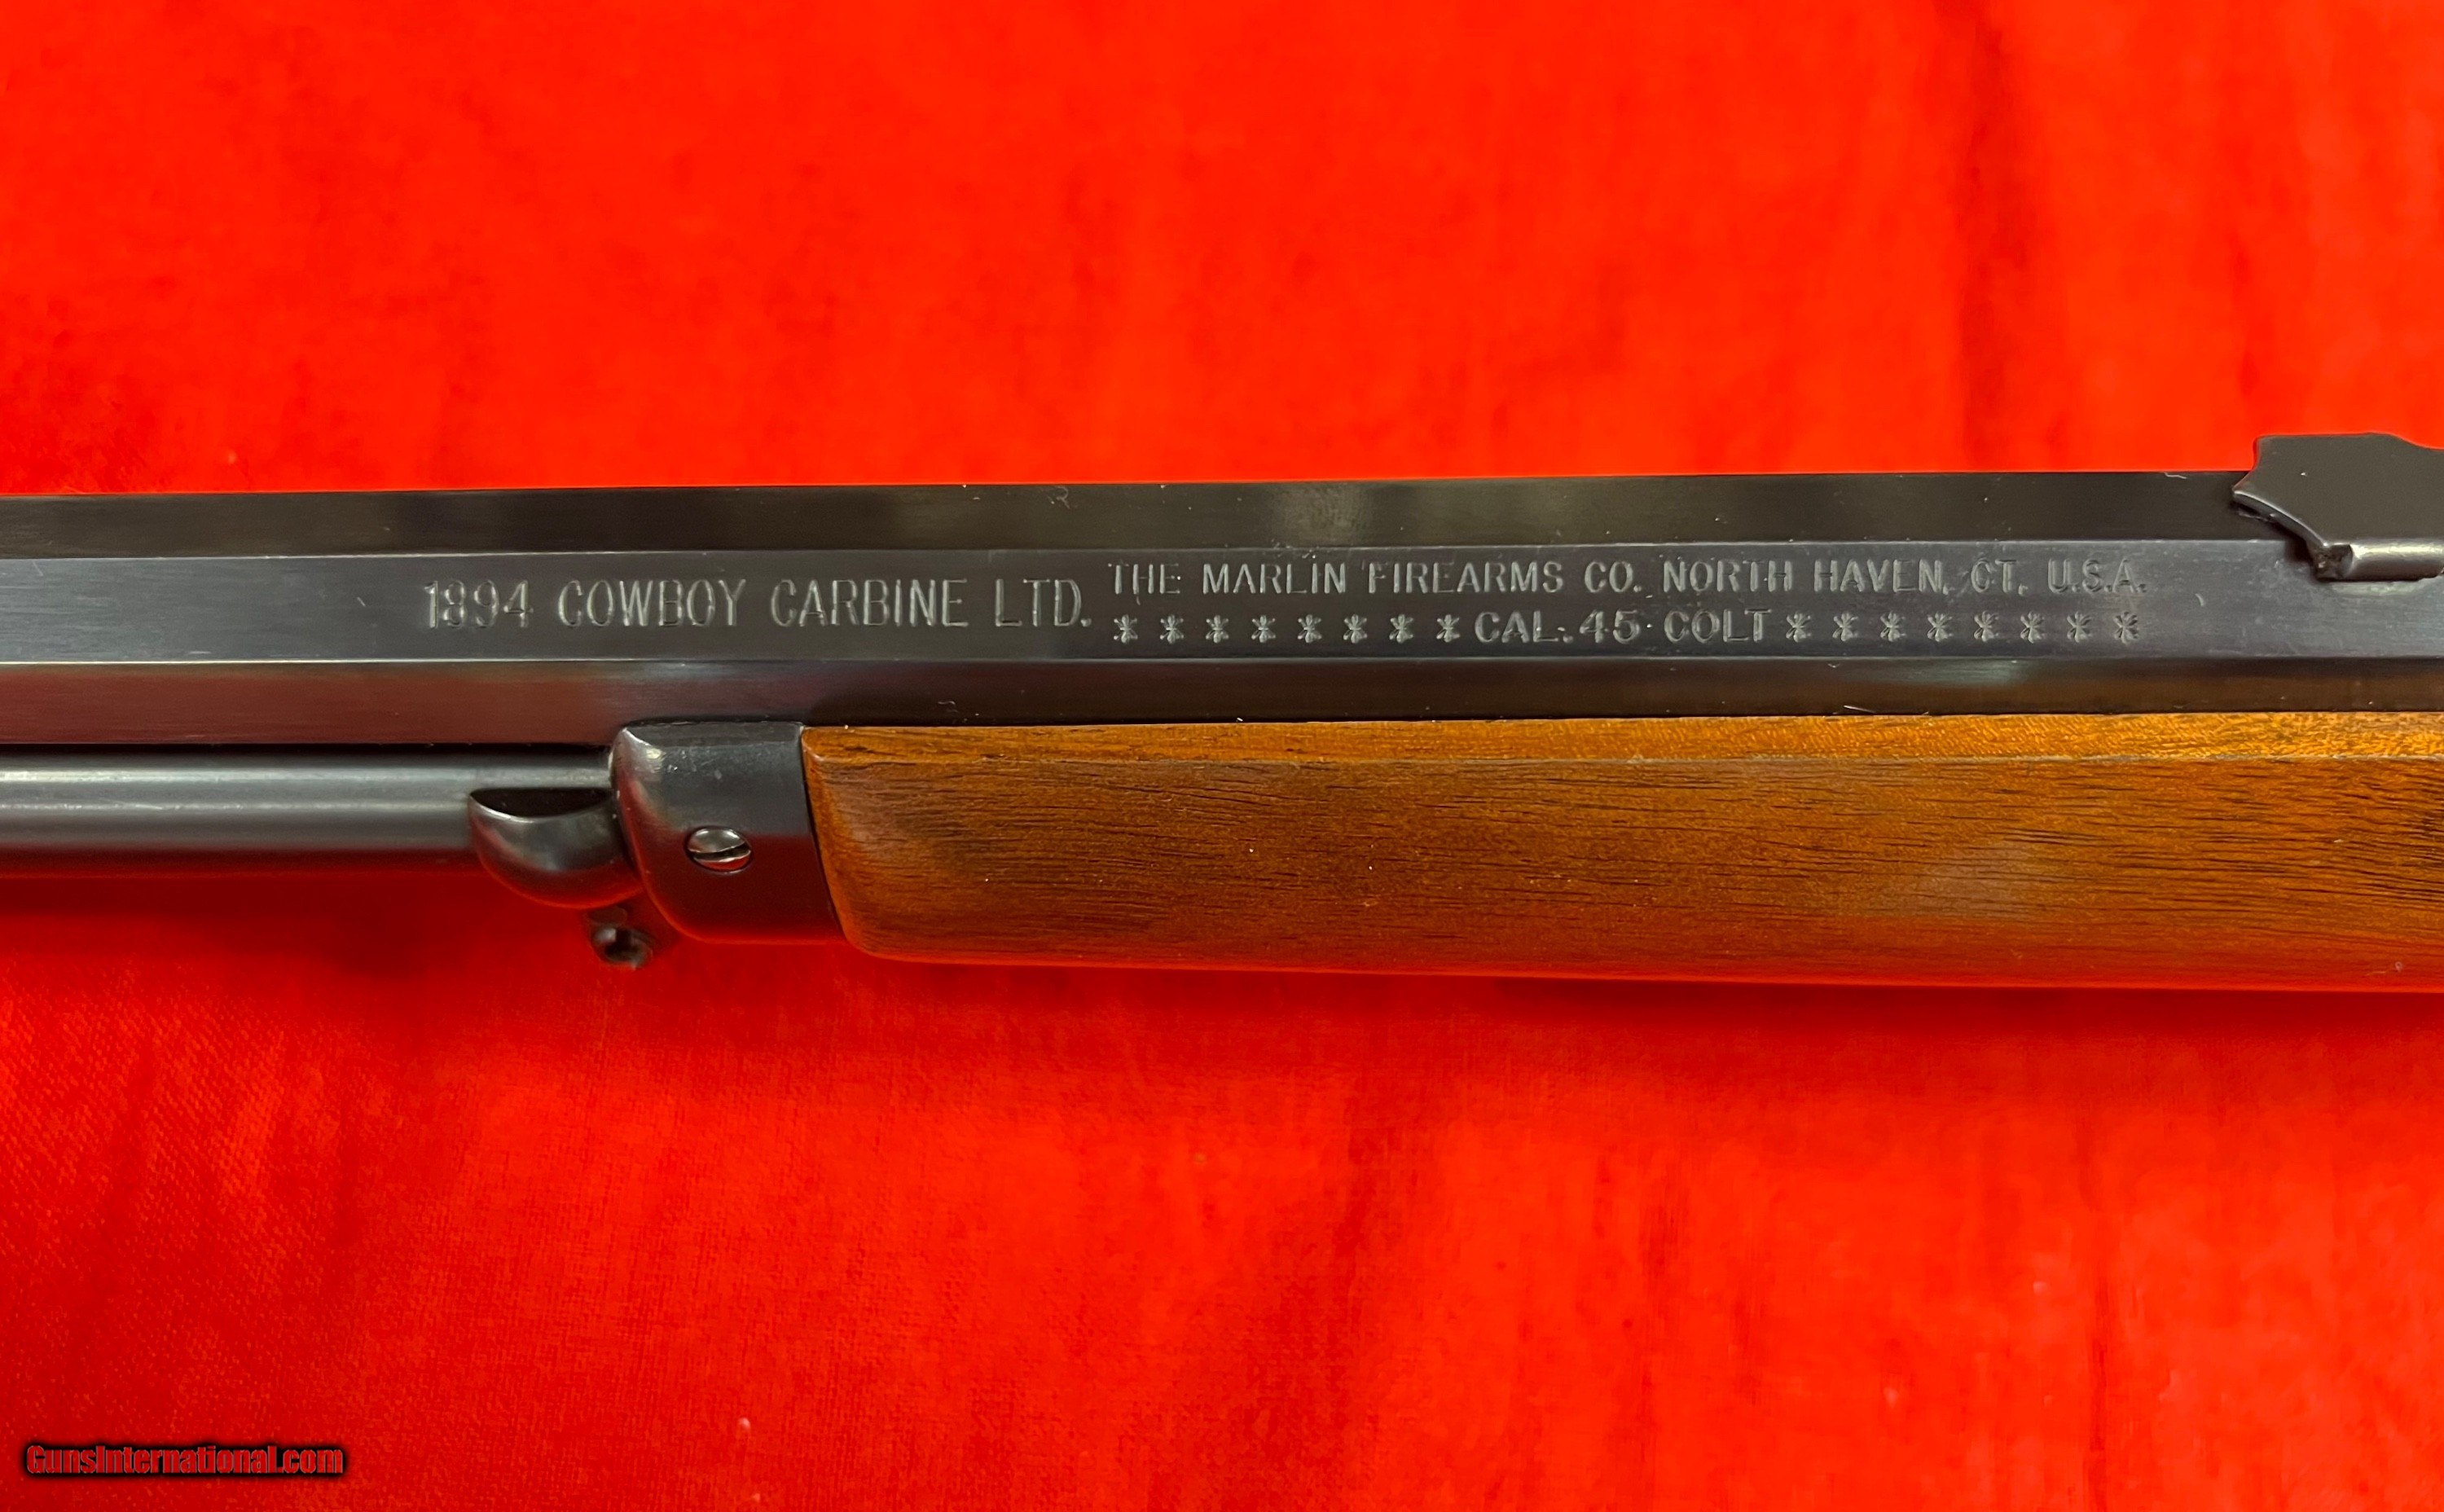 1894 COWBOY CARBINE LTD.
THE MARLIN FIREARMS CO. NORTH HAVEN, CT. U.S.A.
********CAL. 45 COLT********
GunsInternational.com